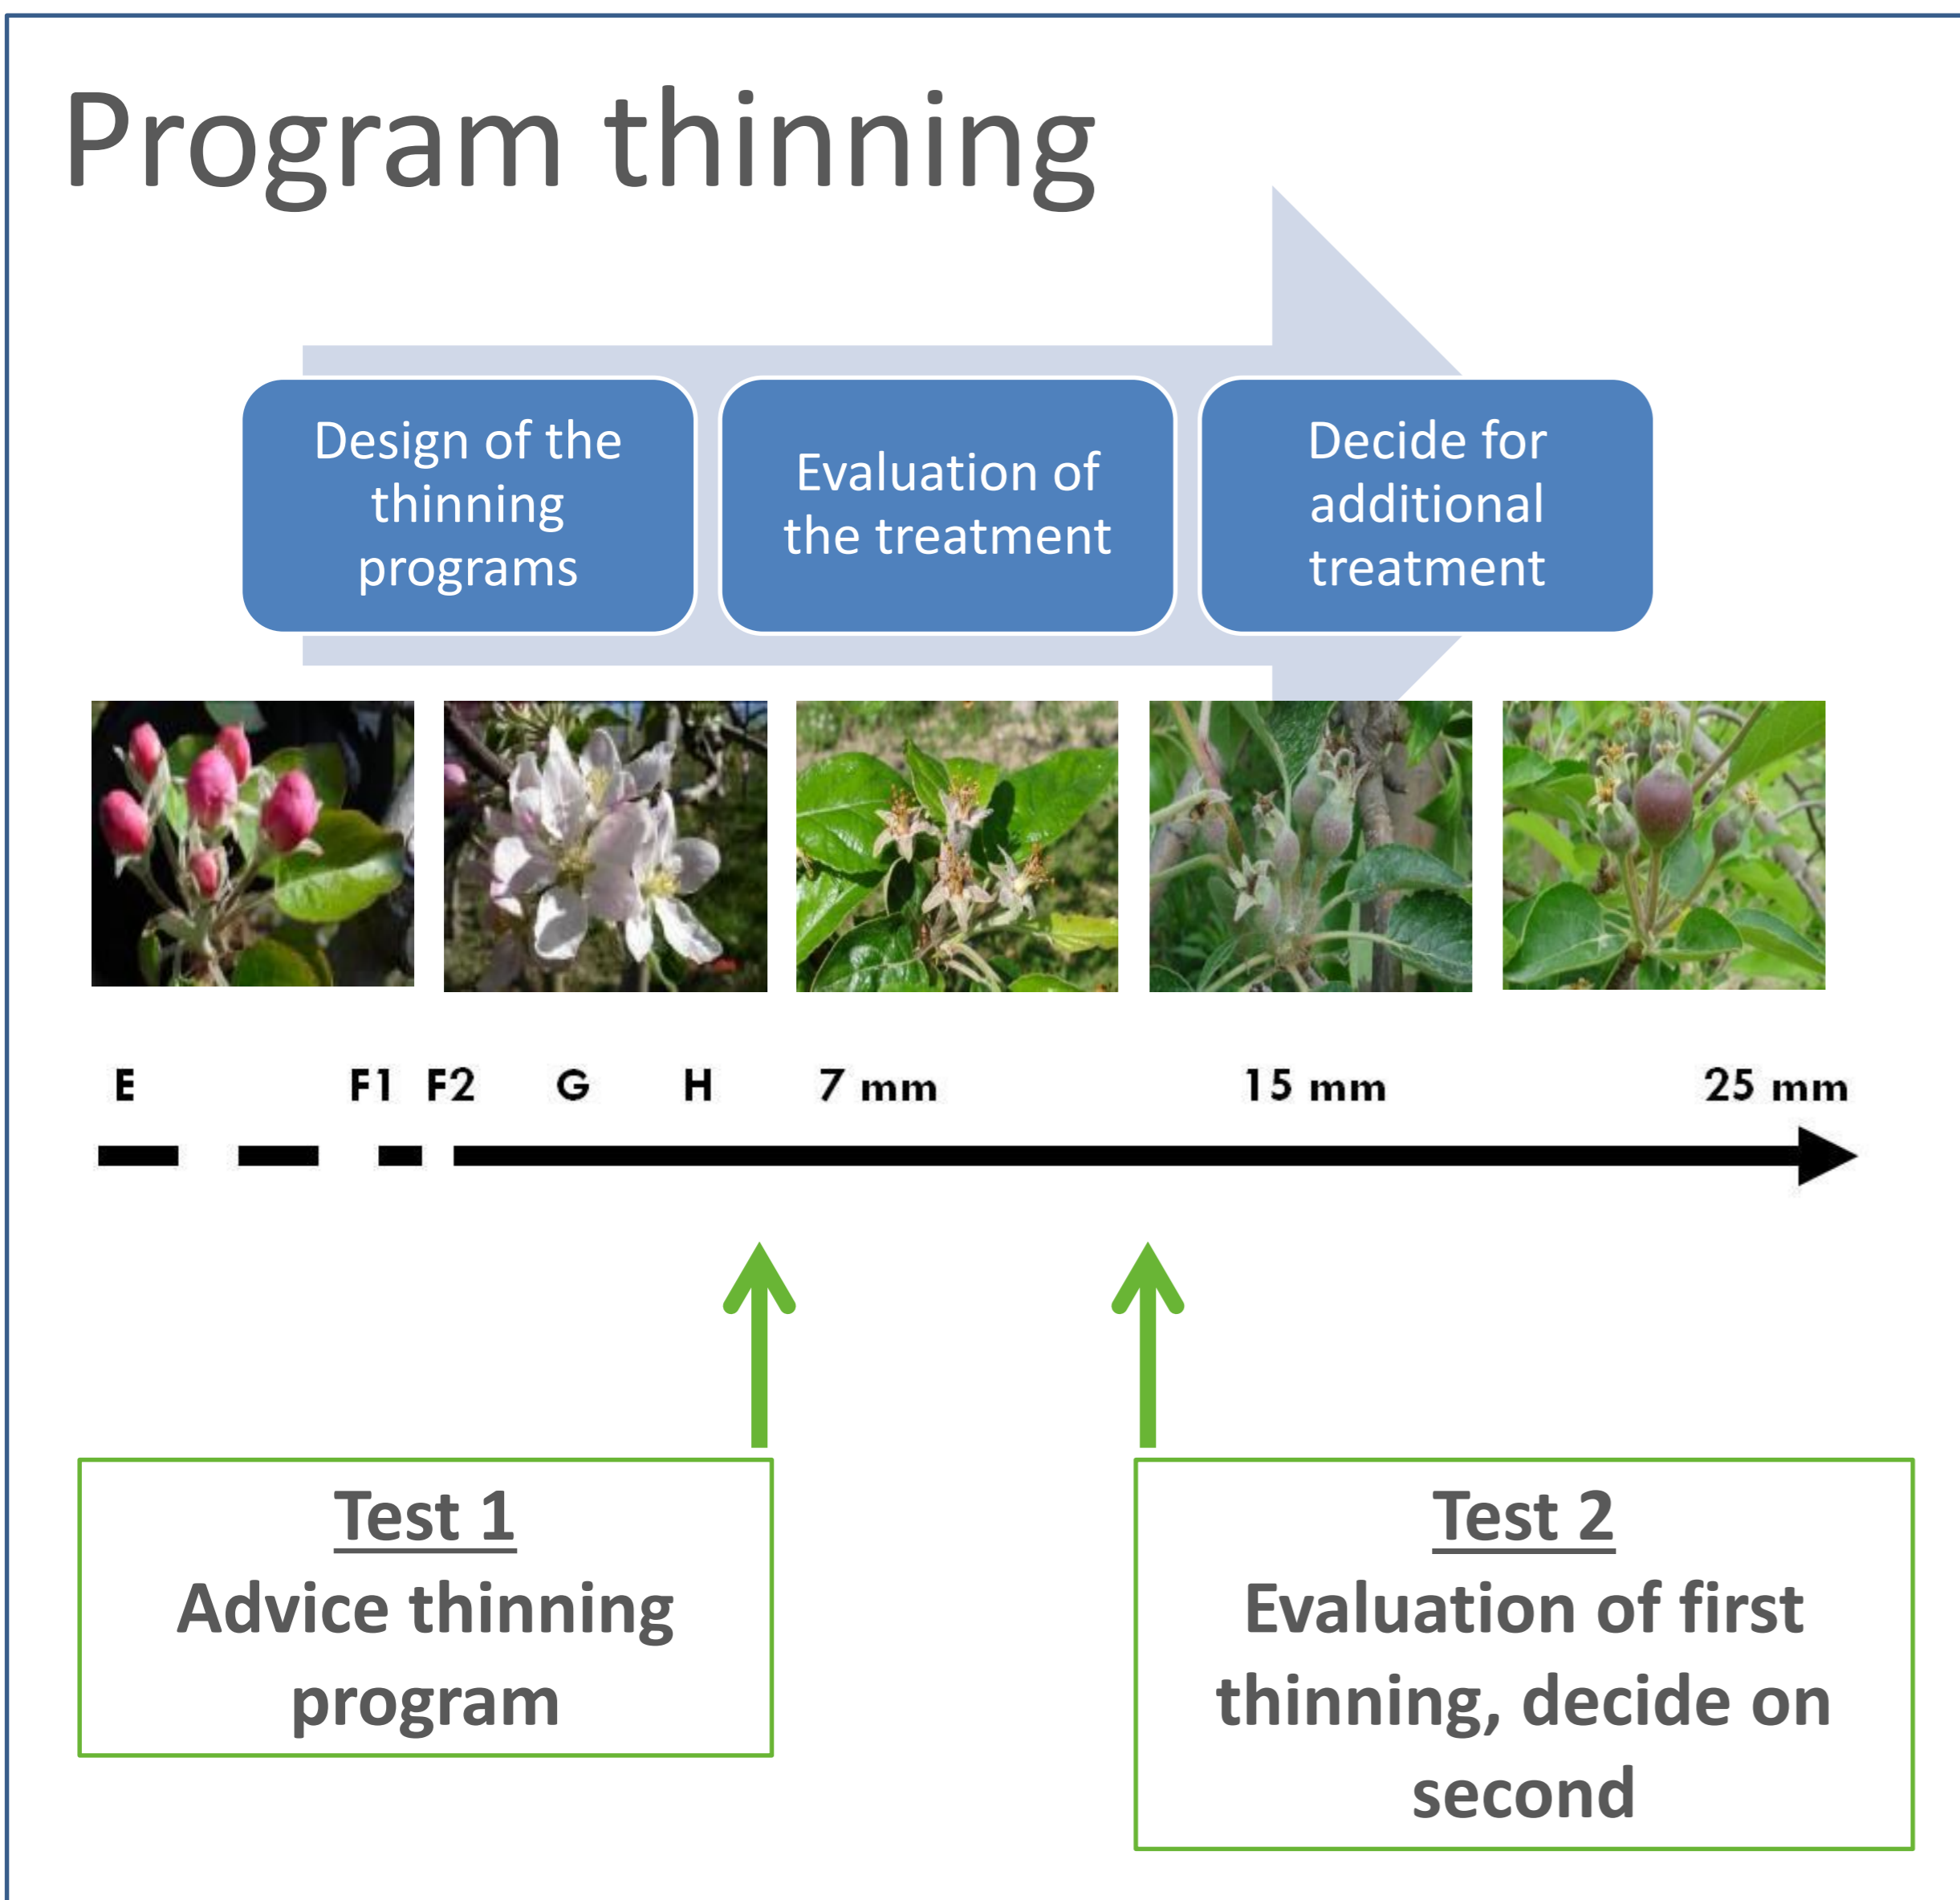 Program thinning
Design of the
thinning
programs
Evaluation of
the treatment
Decide for
additional
treatment
E F1 F2 G H 7 mm 15 mm 25 mm
Test 1
Advice thinning
program
Test 2
Evaluation of first
thinning, decide on
second